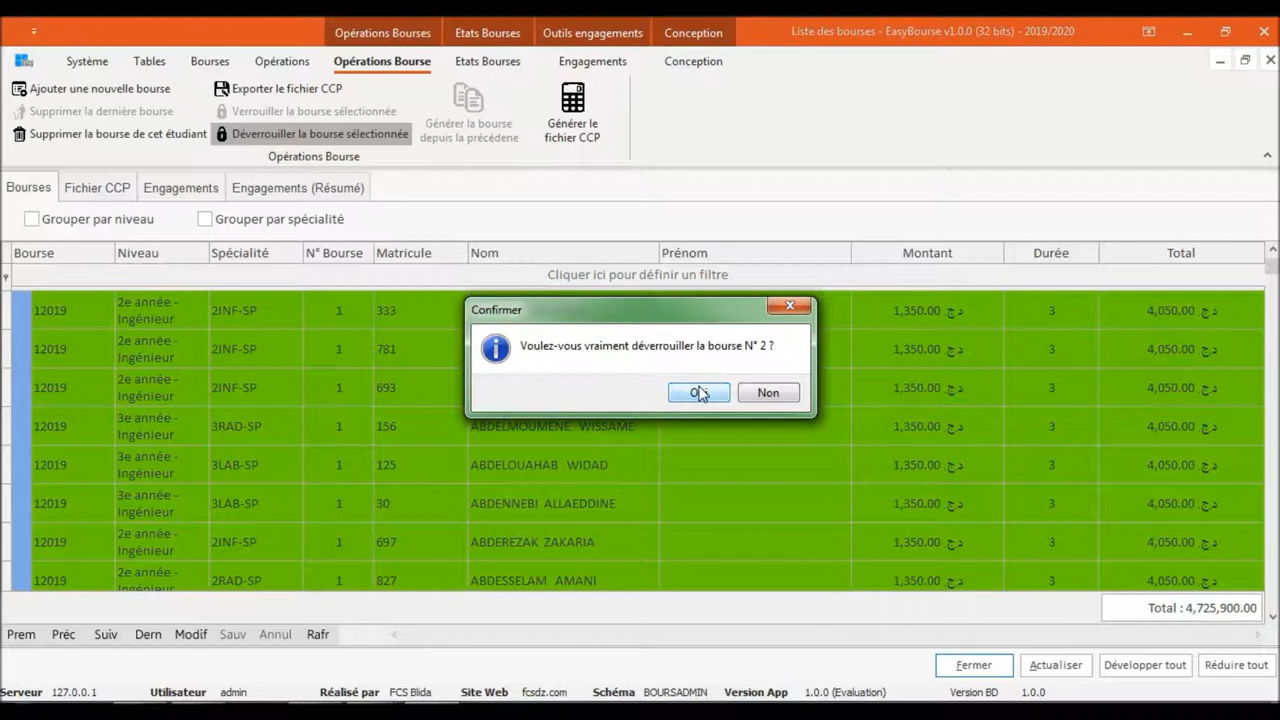 Opérations Bourses Etats Bourses Outils engagements Conception Liste des bourses - EasyBourse v1.0.0 (32 bits) - 2019/2020
Système Tables Bourses Opérations Opérations Bourse Etats Bourses Engagements Conception
Ajouter une nouvelle bourse
Supprimer la dernière bourse
Supprimer la bourse de cet étudiant
Exporter le fichier CCP
Verrouiller la bourse sélectionnée
Déverrouiller la bourse sélectionnée
Générer la bourse
depuis la précédene
Générer le
fichier CCP
Opérations Bourse
Bourses Fichier CCP Engagements Engagements (Résumé)
Grouper par niveau Grouper par spécialité
Bourse Niveau Spécialité N° Bourse Matricule Nom Prénom Montant Durée Total
Cliquer ici pour définir un filtre
12019 2e année - Ingénieur 2INF-SP 1 333 1,350.00 د.ج. 3 4,050.00 د.ج.
12019 2e année - Ingénieur 2INF-SP 1 781 1,350.00 د.ج. 3 4,050.00 د.ج.
12019 2e année - Ingénieur 2INF-SP 1 693 1,350.00 د.ج. 3 4,050.00 د.ج.
12019 3e année - Ingénieur 3RAD-SP 1 156 ABDELMOUMENE WISSAME 1,350.00 د.ج. 3 4,050.00 د.ج.
12019 3e année - Ingénieur 3LAB-SP 1 125 ABDELOUAHAB WIDAD 1,350.00 د.ج. 3 4,050.00 د.ج.
12019 3e année - Ingénieur 3LAB-SP 1 30 ABDENNEBI ALLAEDDINE 1,350.00 د.ج. 3 4,050.00 د.ج.
12019 2e année - Ingénieur 2INF-SP 1 697 ABDEREZAK ZAKARIA 1,350.00 د.ج. 3 4,050.00 د.ج.
12019 2e année - Ingénieur 2RAD-SP 1 827 ABDESSELAM AMANI 1,350.00 د.ج. 3 4,050.00 د.ج.
Confirmer
Voulez-vous vraiment déverrouiller la bourse N° 2 ?
Non
Total : 4,725,900.00
Prem Préc Suiv Dern Modif Sauv Annul Rafr
Fermer Actualiser Développer tout Réduire tout
Serveur 127.0.0.1 Utilisateur admin Réalisé par FCS Blida Site Web fcsdz.com Schéma BOURSADMIN Version App 1.0.0 (Evaluation) Version BD 1.0.0